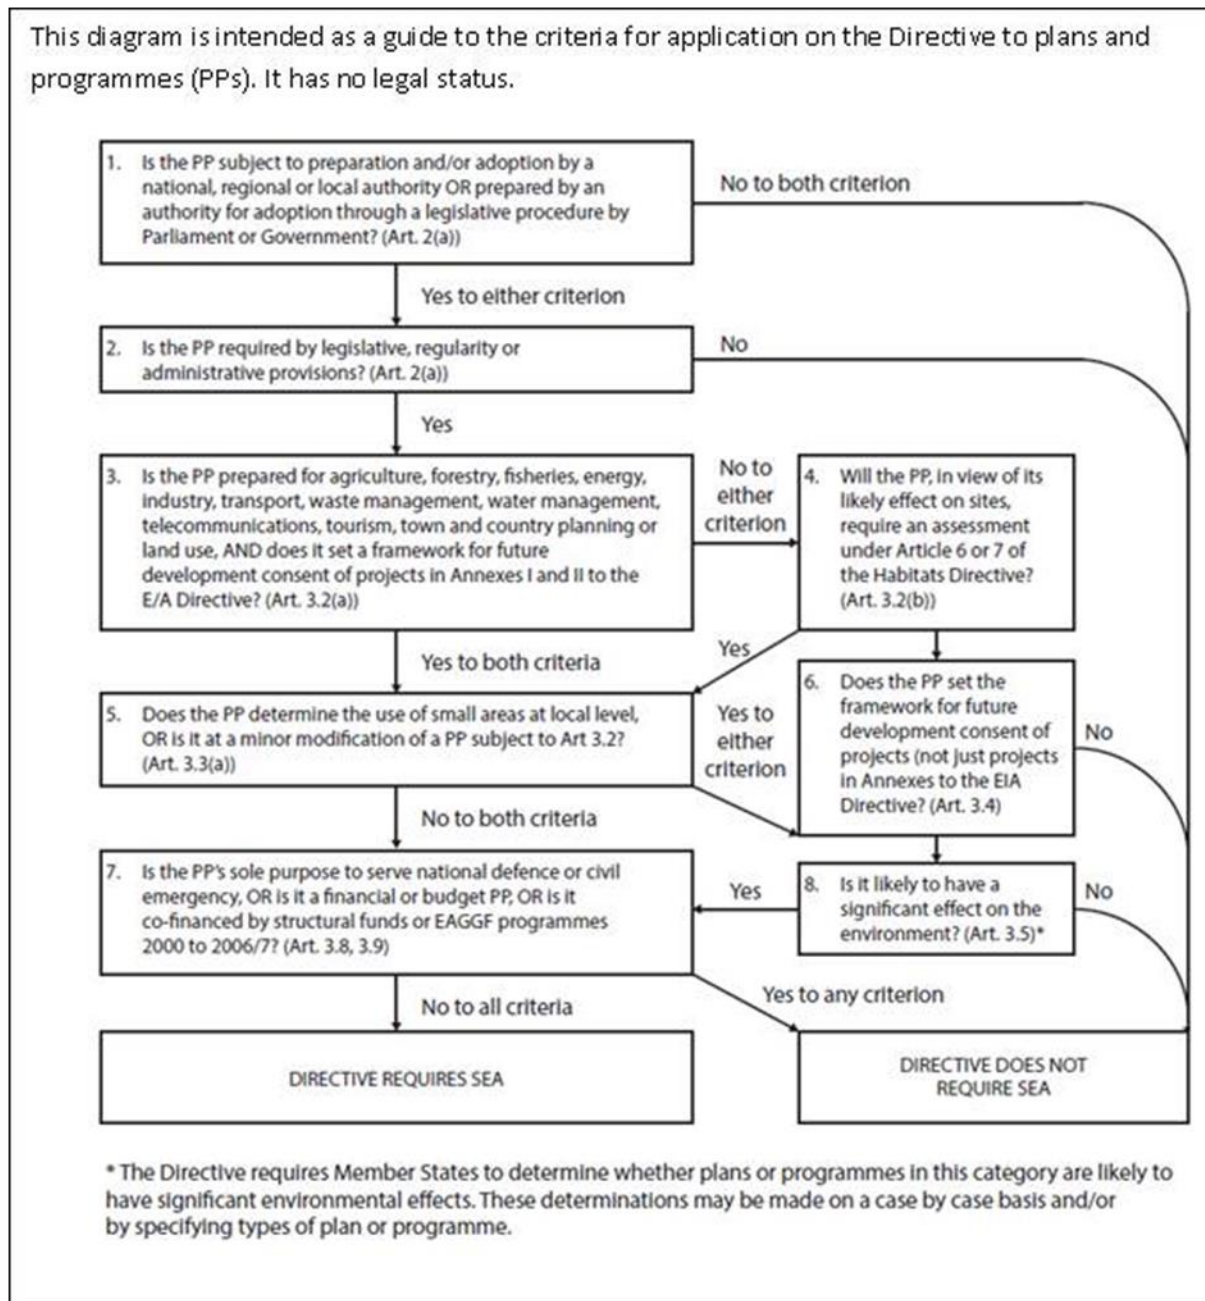 This diagram is intended as a guide to the criteria for application on the Directive to plans and
programmes (PPs). It has no legal status.
1. Is the PP subject to preparation and/or adoption by a
national, regional or local authority OR prepared by an
authority for adoption through a legislative procedure by
Parliament or Government? (Art. 2(a))
No to both criterion
Yes to either criterion
2. Is the PP required by legislative, regularity or
administrative provisions? (Art. 2(a))
No
Yes
3. Is the PP prepared for agriculture, forestry, fisheries, energy,
industry, transport, waste management, water management,
telecommunications, tourism, town and country planning or
land use, AND does it set a framework for future
development consent of projects in Annexes I and II to the
E/A Directive? (Art. 3.2(a))
No to
either
criterion
4. Will the PP, in view of its
likely effect on sites,
require an assessment
under Article 6 or 7 of
the Habitats Directive?
(Art. 3.2(b))
Yes to both criteria
Yes
5. Does the PP determine the use of small areas at local level,
OR is it at a minor modification of a PP subject to Art 3.2?
(Art. 3.3(a))
Yes to
either
criterion
6. Does the PP set the
framework for future
development consent of
projects (not just projects
in Annexes to the EIA
Directive? (Art. 3.4)
No
No to both criteria
7. Is the PP's sole purpose to serve national defence or civil
emergency, OR is it a financial or budget PP, OR is it
co-financed by structural funds or EAGGF programmes
2000 to 2006/7? (Art. 3.8, 3.9)
Yes
8. Is it likely to have a
significant effect on the
environment? (Art. 3.5)*
No
No to all criteria
Yes to any criterion
DIRECTIVE REQUIRES SEA
DIRECTIVE DOES NOT
REQUIRE SEA
* The Directive requires Member States to determine whether plans or programmes in this category are likely to
have significant environmental effects. These determinations may be made on a case by case basis and/or
by specifying types of plan or programme.